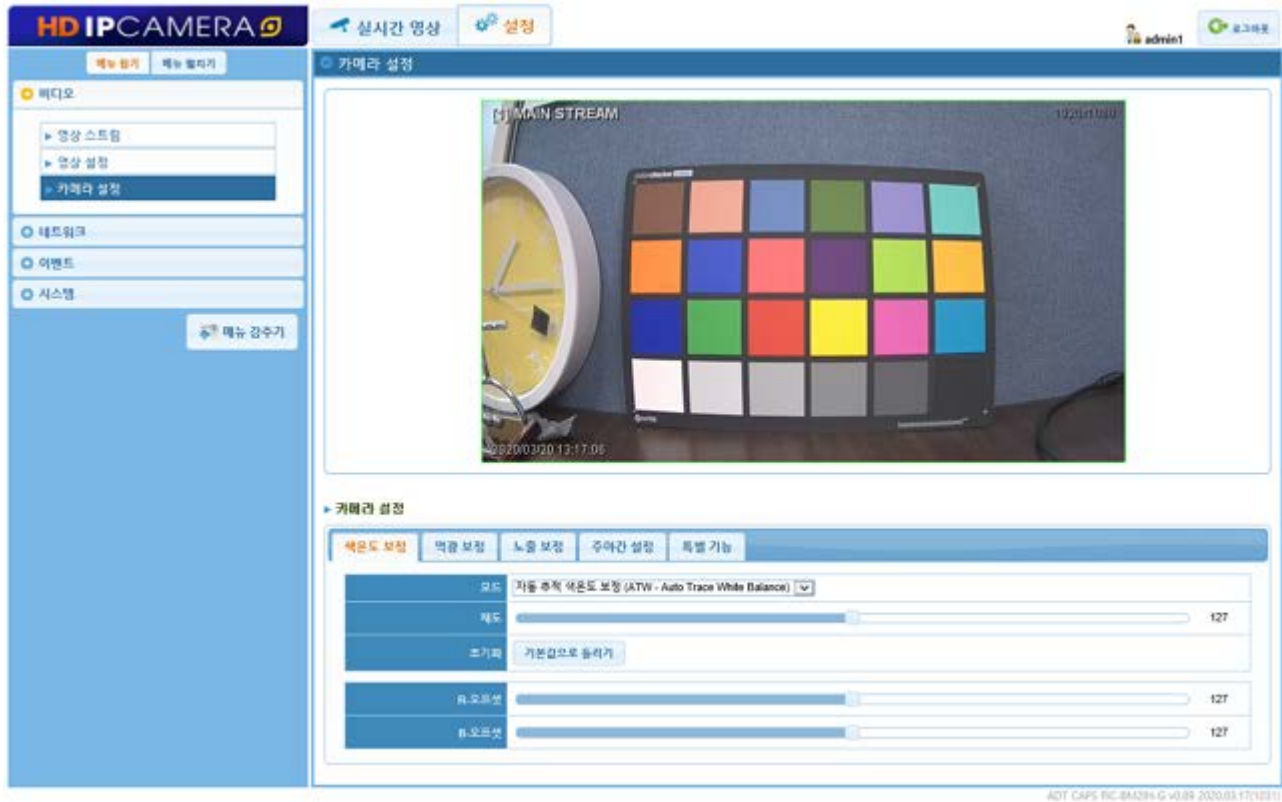 HD IPCAMERA
실시간 영상
설정
admin1
로그아웃
메뉴 접기
메뉴 펼치기
카메라 설정
비디오
▸ 영상 스트림
▸ 영상 설정
▸ 카메라 설정
네트워크
이벤트
시스템
메뉴 감추기
[1] MAIN STREAM
1920x1080
2020/03/20 13:17:06
▸ 카메라 설정
색온도 보정
역광 보정
노출 보정
주야간 설정
특별 기능
모드
자동 추적 색온도 보정 (ATW - Auto Trace White Balance)
채도
127
초기화
기본값으로 돌리기
R-오프셋
127
B-오프셋
127